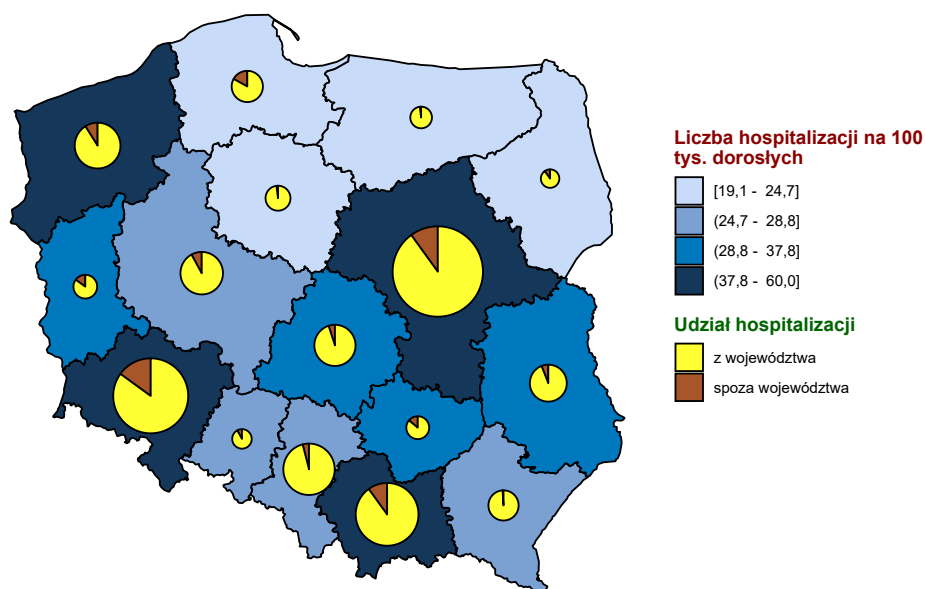 Liczba hospitalizacji na 100
tys. dorosłych
[19,1 - 24,7]
(24,7 - 28,8]
(28,8 - 37,8]
(37,8 - 60,0]
Udział hospitalizacji
z województwa
spoza województwa